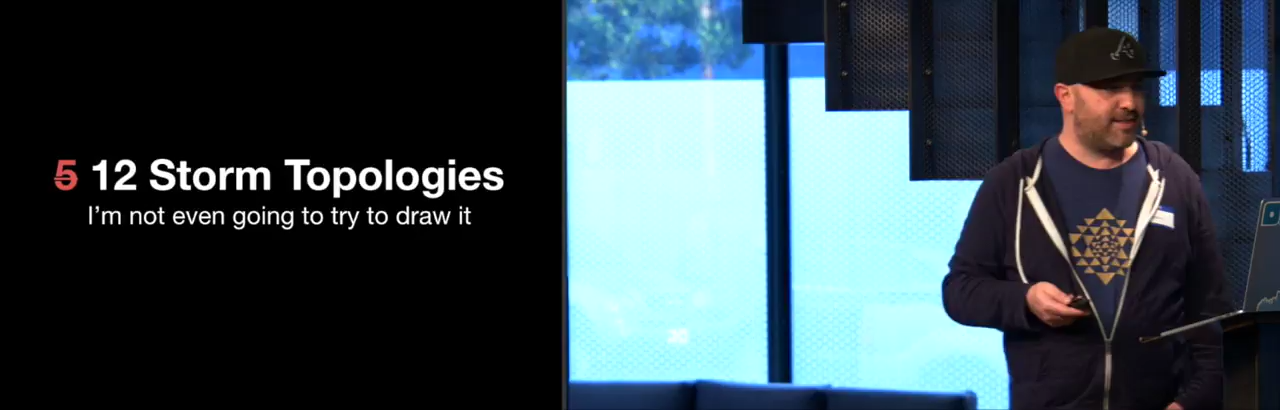 5 12 Storm Topologies
I'm not even going to try to draw it